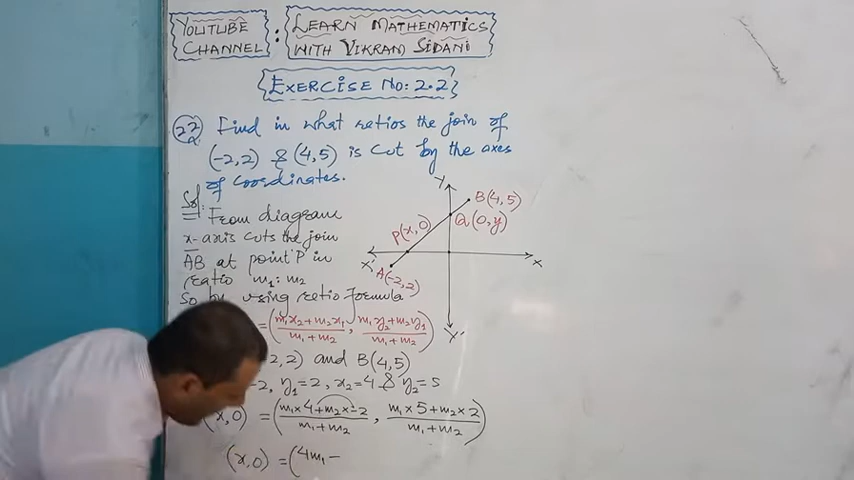 YOUTUBE CHANNEL : LEARN MATHEMATICS
WITH VIKRAM SIDANI
EXERCISE NO: 2.2
Q 22 Find in what ratios the join of
(-2,2) & (4,5) is cut by the axes
of coordinates.
Sol: From diagram
x-axis cuts the join
AB at point P in
ratio m₁:m₂
So by using ratio formula
= (m₁x₂+m₂x₁/m₁+m₂, m₁y₂+m₂y₁/m₁+m₂)
2,2) and B(4,5)
-2, y₁=2, x₂=4 & y₂=5
(x,0) = (m₁×4+m₂×-2/m₁+m₂, m₁×5+m₂×2/m₁+m₂)
(x,0) = (4m₁-
Y
B(4,5)
Q(0,y)
P(x,0)
X'
X
A(-2,2)
Y'